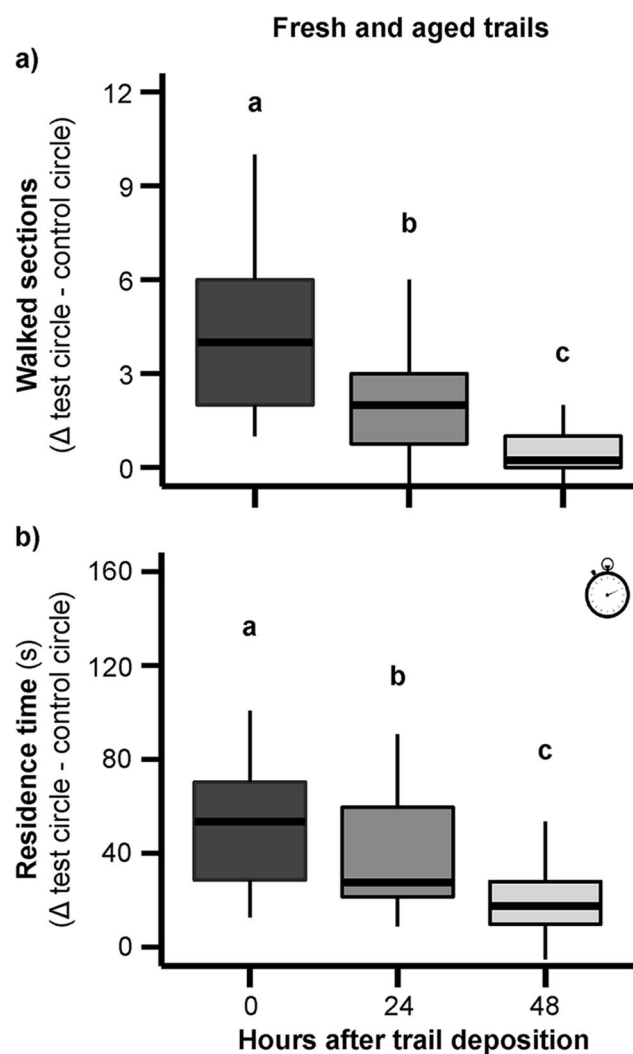 Fresh and aged trails
a)
Walked sections
(Δ test circle - control circle)
12
9
6
3
0
a
b
c
b)
Residence time (s)
(Δ test circle - control circle)
160
120
80
40
0
a
b
c
0 24 48
Hours after trail deposition